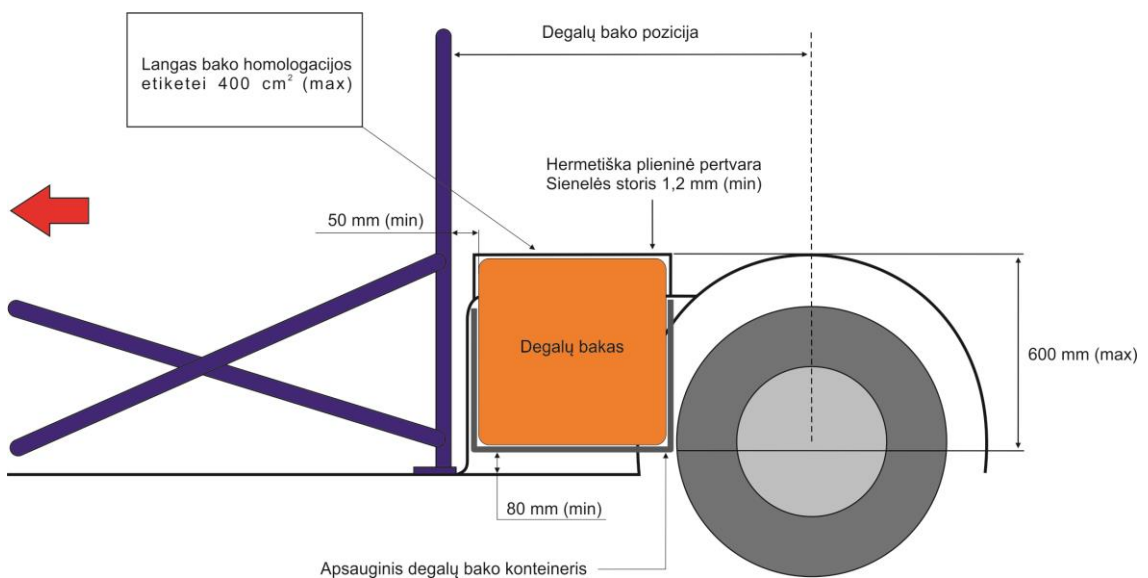 Degalų bako pozicija
Langas bako homologacijos
etiketei 400 cm² (max)
Hermetiška plieninė pertvara
Sienelės storis 1,2 mm (min)
50 mm (min)
Degalų bakas
600 mm (max)
80 mm (min)
Apsauginis degalų bako konteineris